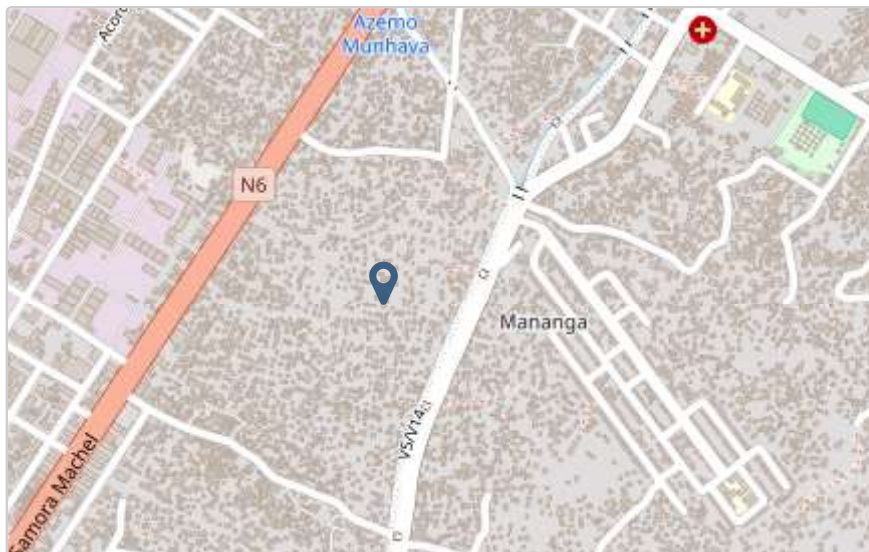 Azemo
Munhava
Acord
N6
Mananga
V5/V14
Samora Machel